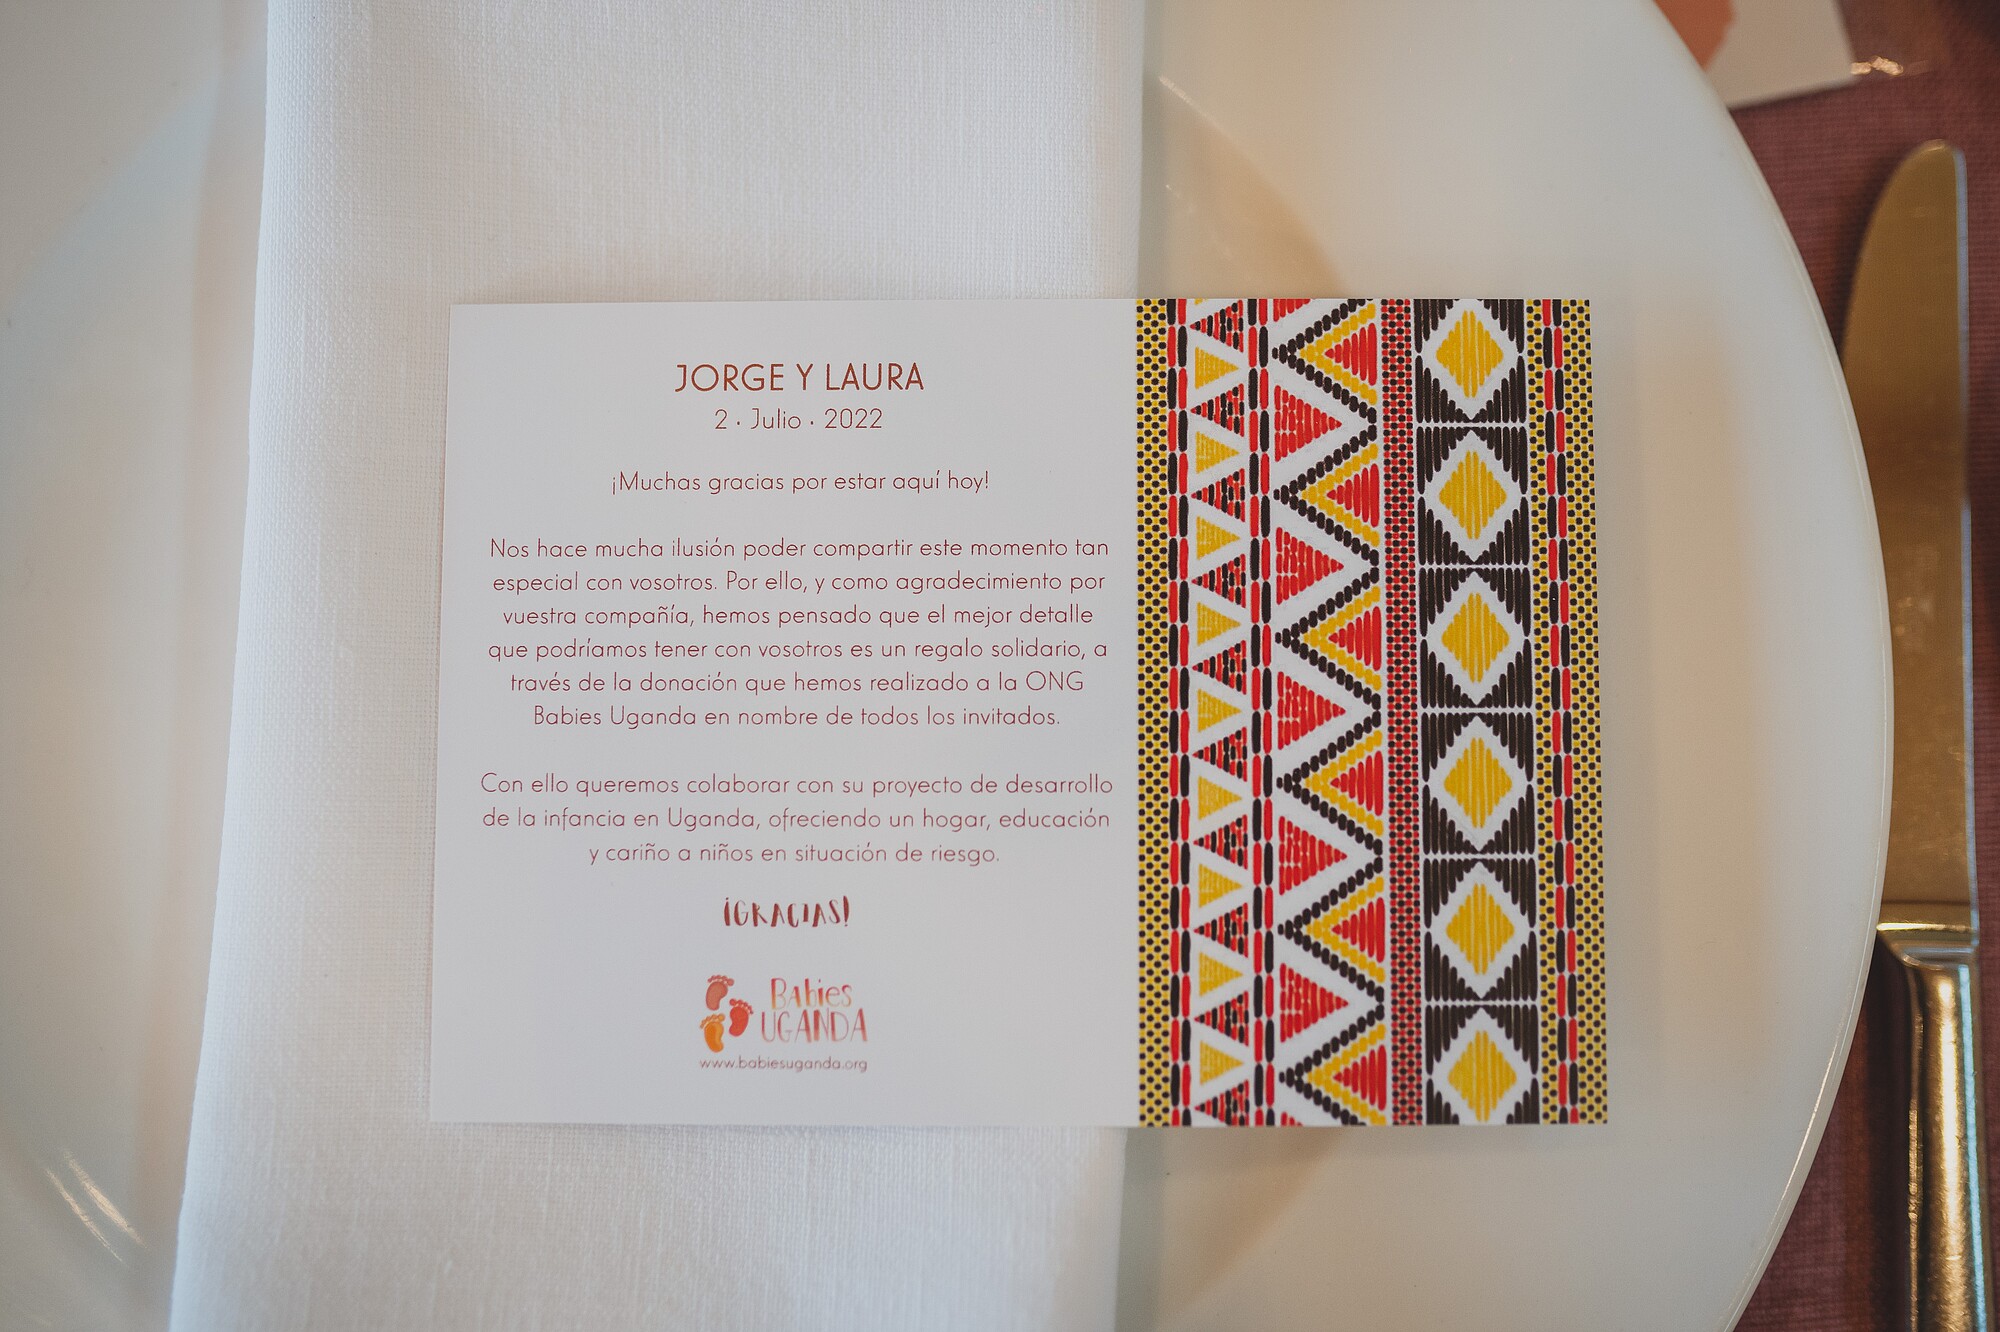 JORGE Y LAURA
2 · Julio · 2022
¡Muchas gracias por estar aquí hoy!
Nos hace mucha ilusión poder compartir este momento tan
especial con vosotros. Por ello, y como agradecimiento por
vuestra compañía, hemos pensado que el mejor detalle
que podríamos tener con vosotros es un regalo solidario, a
través de la donación que hemos realizado a la ONG
Babies Uganda en nombre de todos los invitados.
Con ello queremos colaborar con su proyecto de desarrollo
de la infancia en Uganda, ofreciendo un hogar, educación
y cariño a niños en situación de riesgo.
¡GRACIAS!
Babies
UGANDA
www.babiesuganda.org